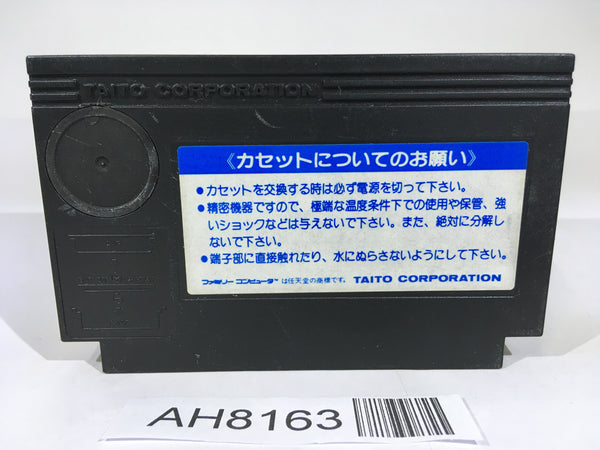 TAITO CORPORATION
《カセットについてのお願い》
●カセットを交換する時は必ず電源を切って下さい。
●精密機器ですので、極端な温度条件下での使用や保管、強
いショックなどは与えないで下さい。また、絶対に分解し
ないで下さい。
●端子部に直接触れたり、水にぬらさないようにして下さい。
ファミリー コンピュータ™ は任天堂の商標です。 TAITO CORPORATION
AH8163